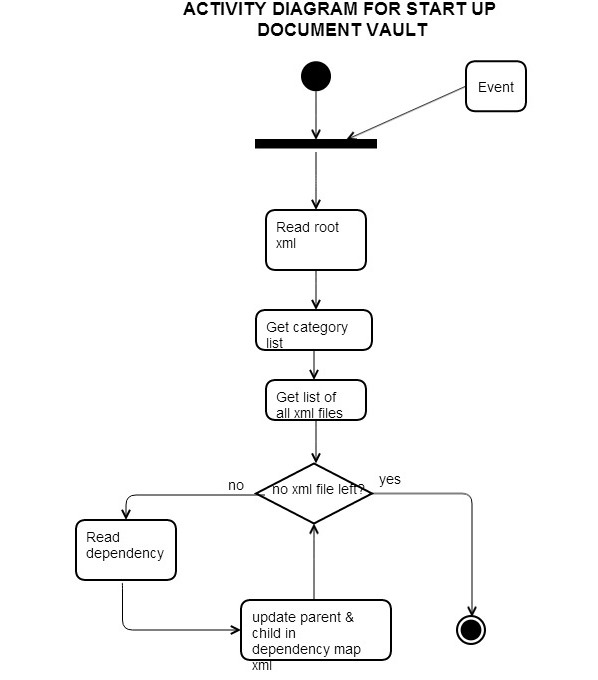 ACTIVITY DIAGRAM FOR START UP
DOCUMENT VAULT
Event
Read root
xml
Get category
list
Get list of
all xml files
no xml file left?
no
yes
Read
dependency
update parent &
child in
dependency map
xml